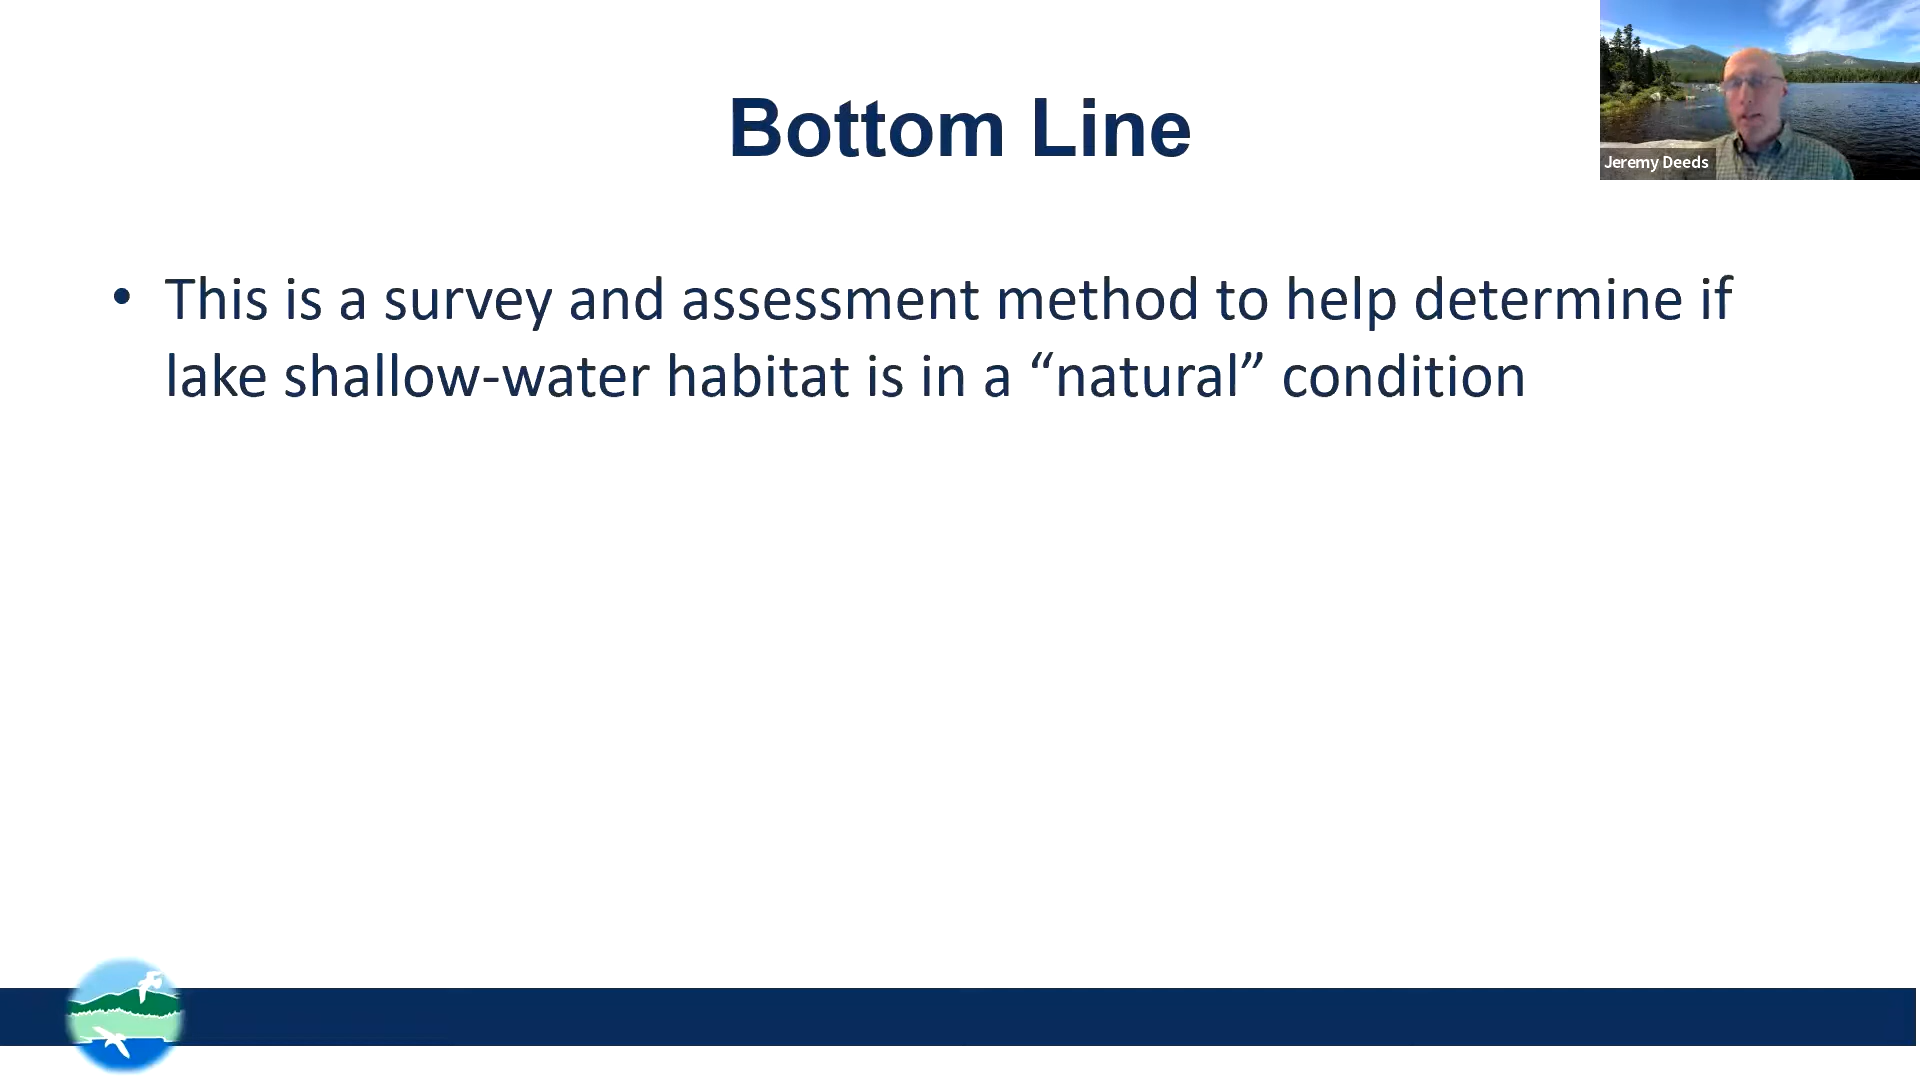 Bottom Line
Jeremy Deeds
• This is a survey and assessment method to help determine if
lake shallow-water habitat is in a “natural” condition